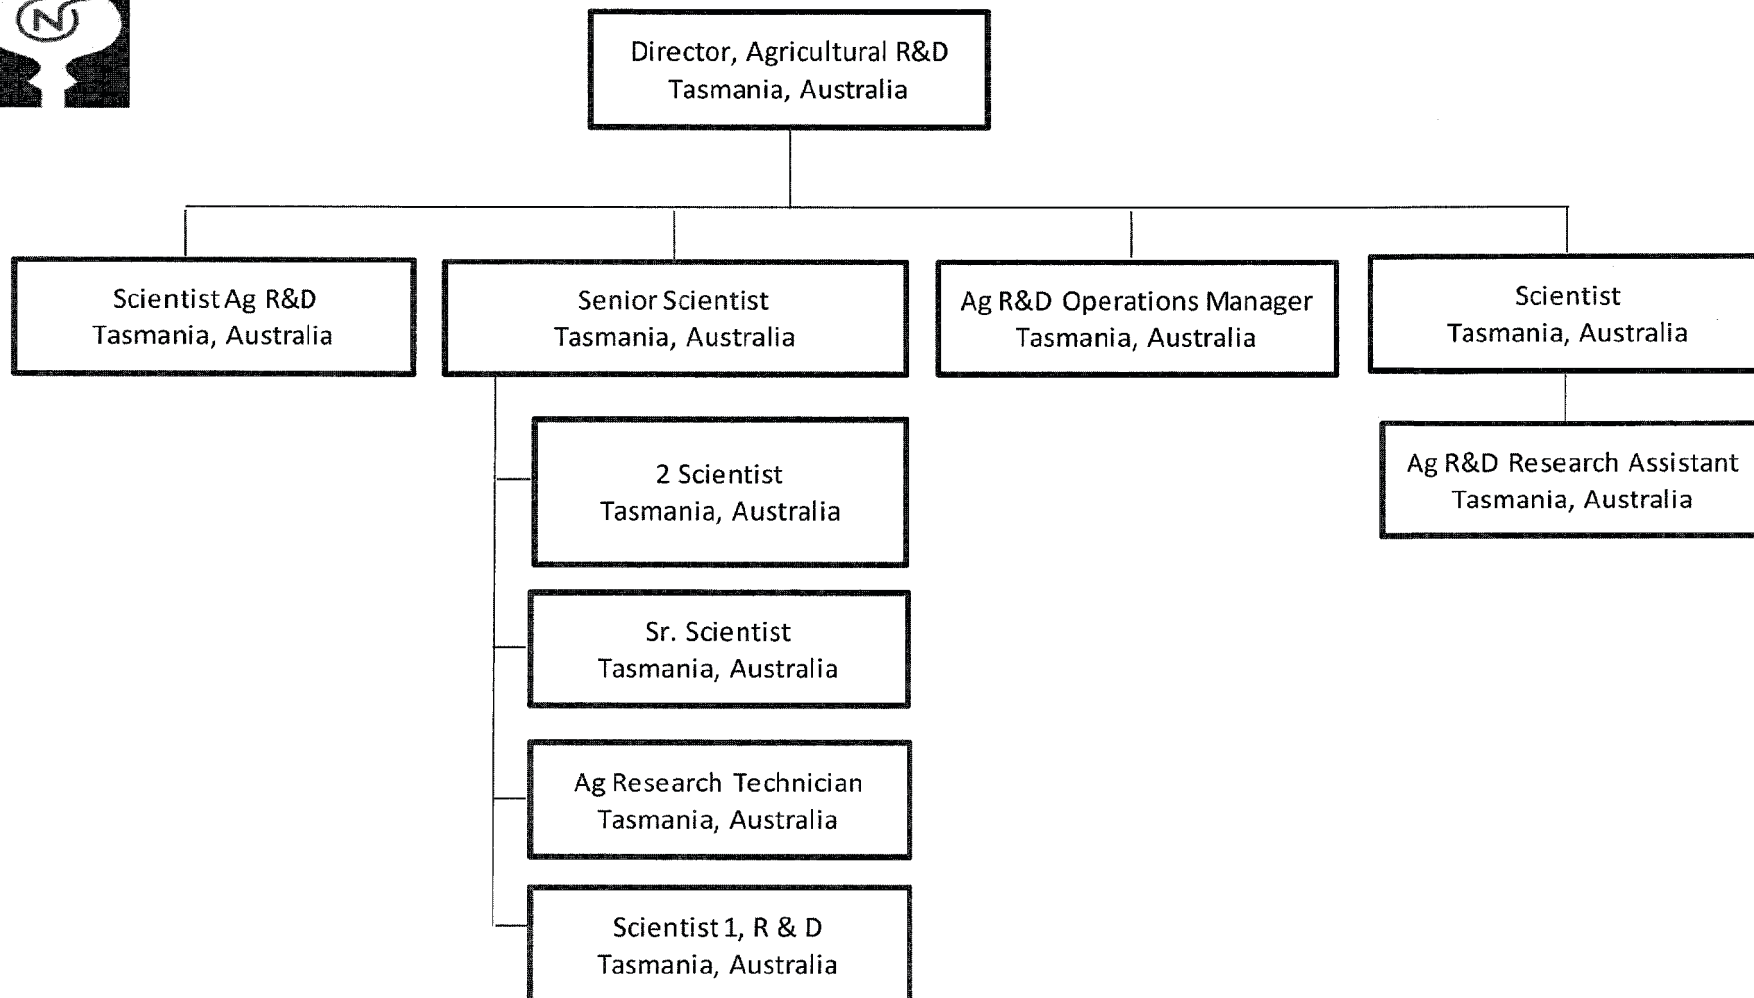 Director, Agricultural R&D
Tasmania, Australia
Scientist Ag R&D
Tasmania, Australia
Senior Scientist
Tasmania, Australia
Ag R&D Operations Manager
Tasmania, Australia
Scientist
Tasmania, Australia
2 Scientist
Tasmania, Australia
Ag R&D Research Assistant
Tasmania, Australia
Sr. Scientist
Tasmania, Australia
Ag Research Technician
Tasmania, Australia
Scientist 1, R & D
Tasmania, Australia